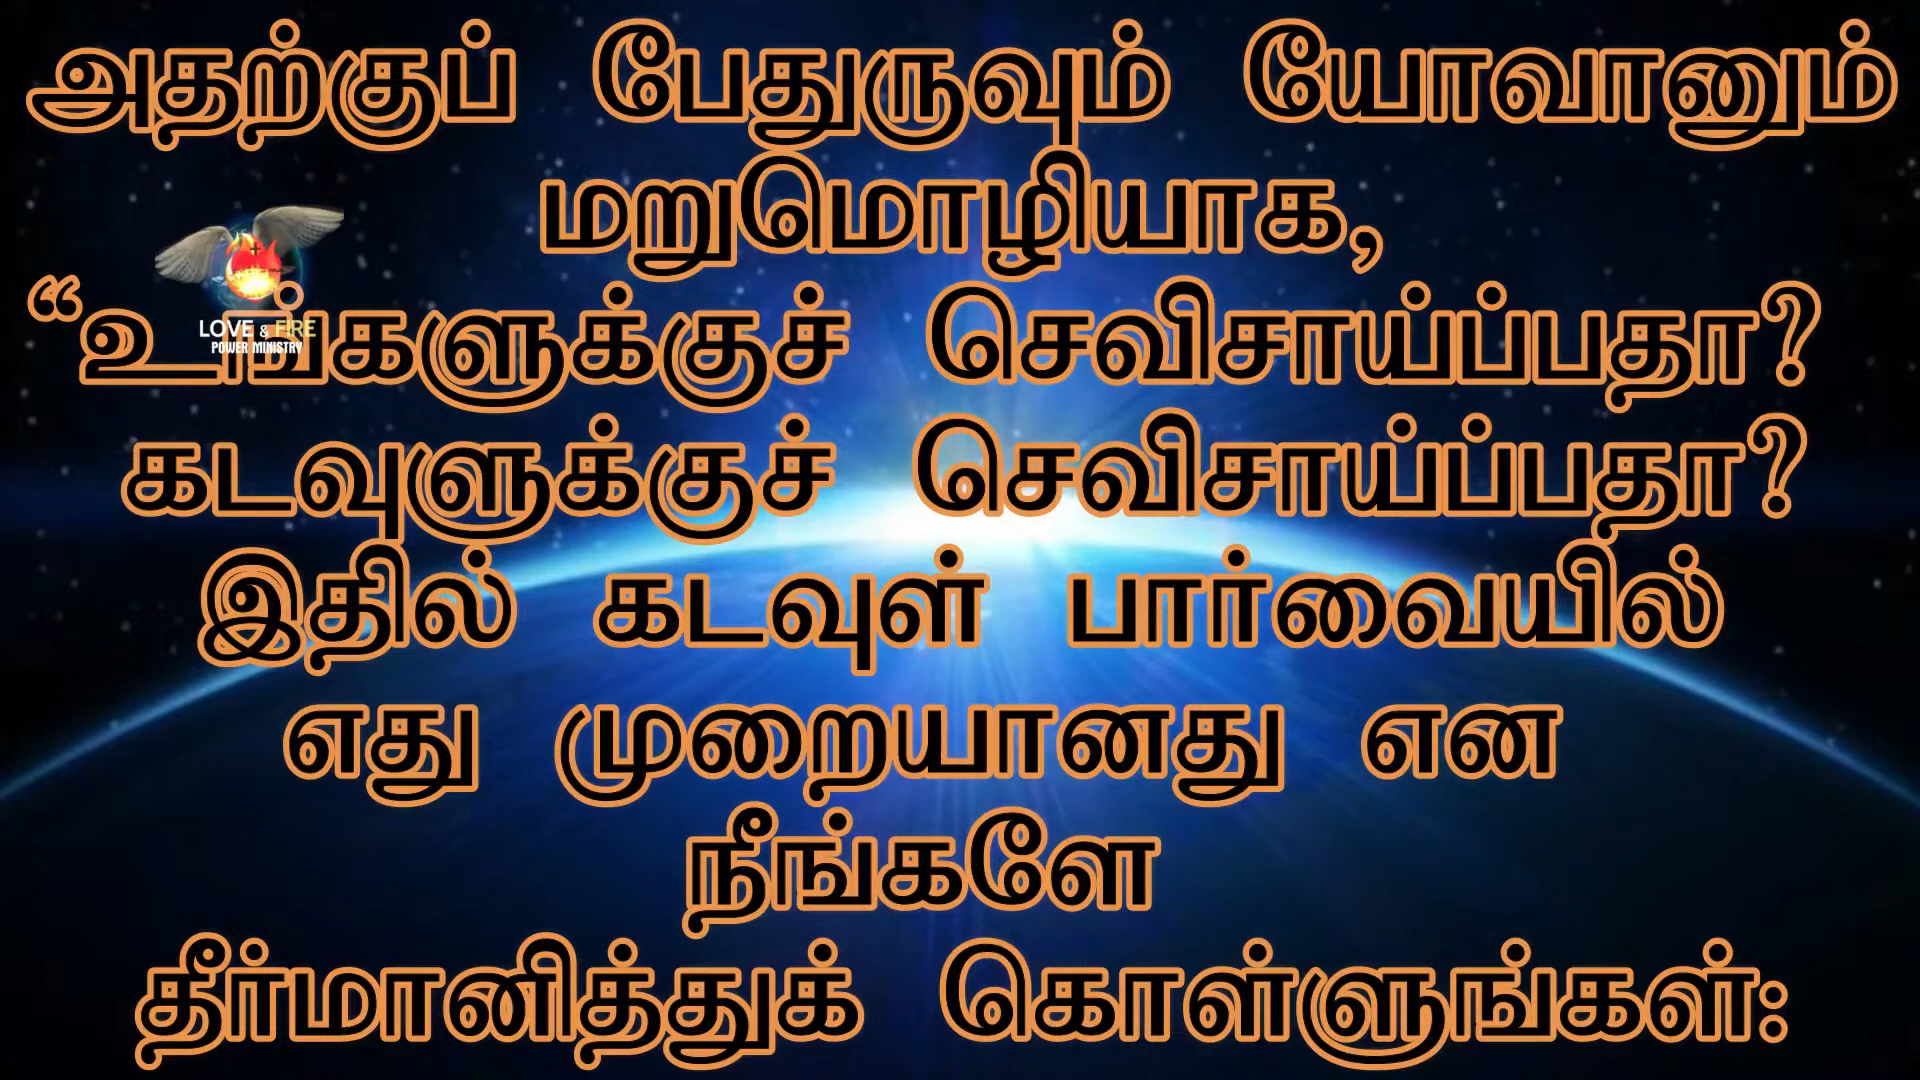 அதற்குப் பேதுருவும் யோவானும்
மறுமொழியாக,
“உங்களுக்குச் செவிசாய்ப்பதா?
LOVE & FIRE
POWER MINISTRY
கடவுளுக்குச் செவிசாய்ப்பதா?
இதில் கடவுள் பார்வையில்
எது முறையானது என
நீங்களே
தீர்மானித்துக் கொள்ளுங்கள்: